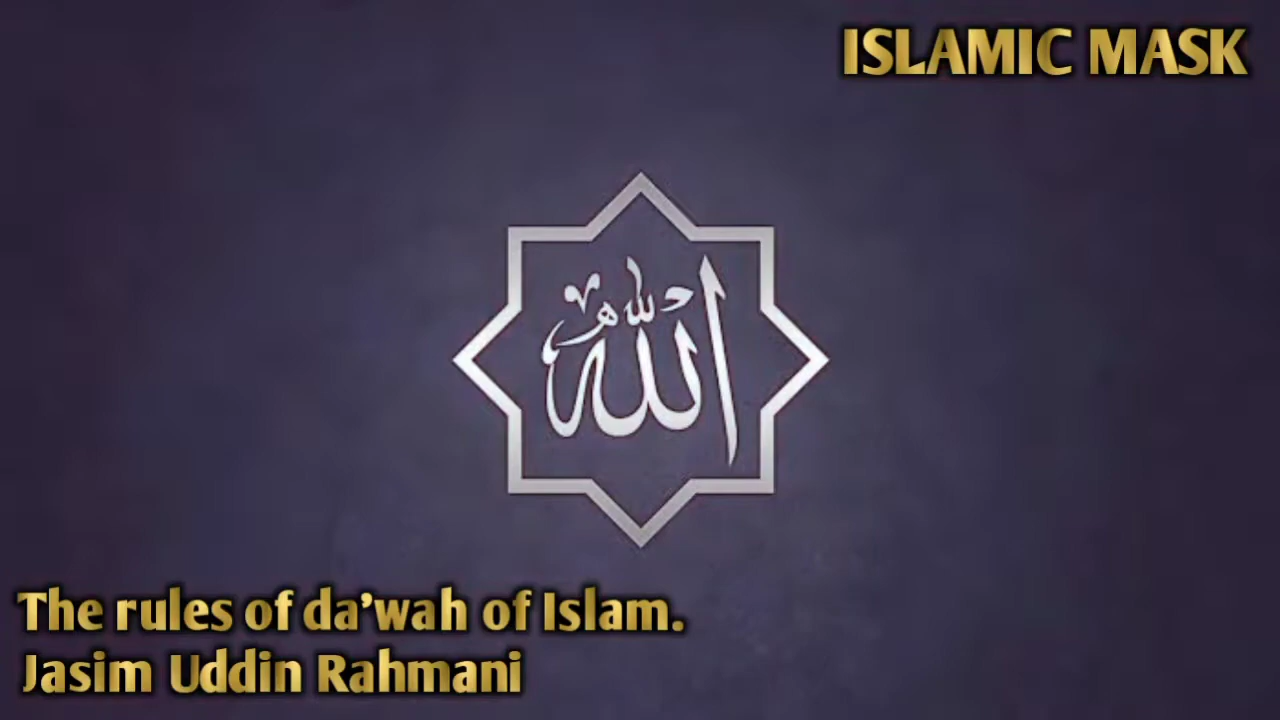 ISLAMIC MASK
الله
The rules of da'wah of Islam.
Jasim Uddin Rahmani